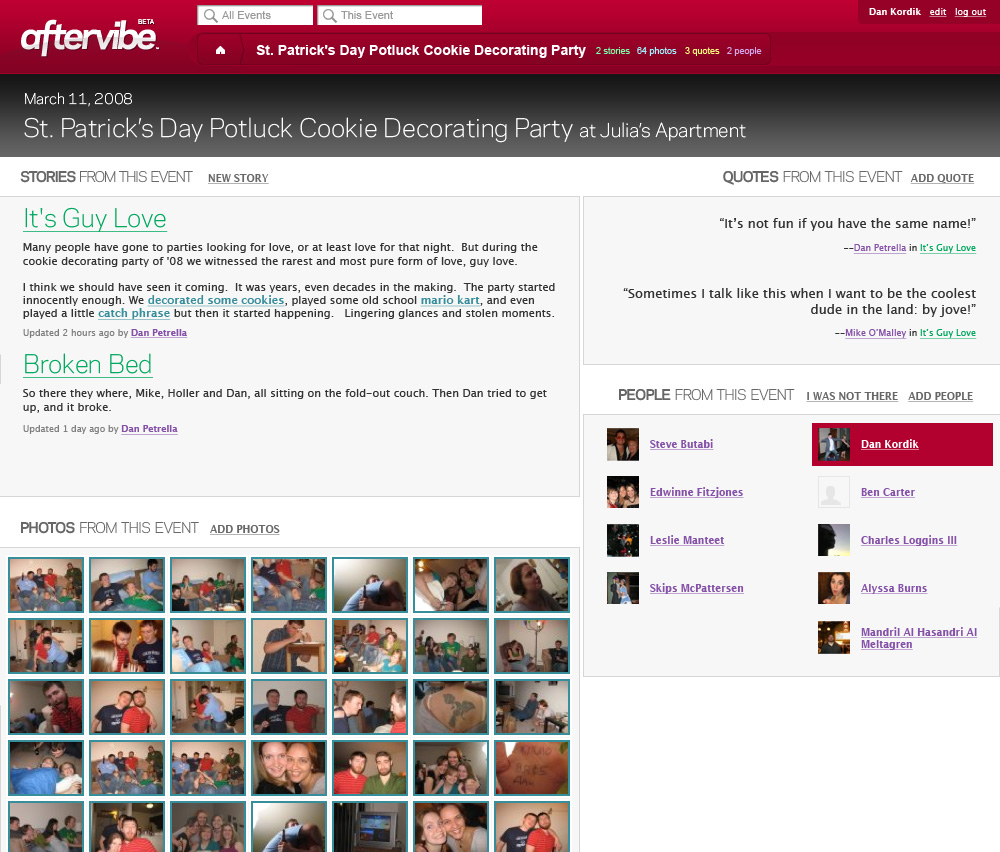 aftervibe
BETA
All Events
This Event
Dan Kordik edit log out
St. Patrick's Day Potluck Cookie Decorating Party 2 stories 64 photos 3 quotes 2 people
March 11, 2008
St. Patrick's Day Potluck Cookie Decorating Party at Julia's Apartment
STORIES FROM THIS EVENT NEW STORY
It's Guy Love
Many people have gone to parties looking for love, or at least love for that night. But during the
cookie decorating party of '08 we witnessed the rarest and most pure form of love, guy love.
I think we should have seen it coming. It was years, even decades in the making. The party started
innocently enough. We decorated some cookies, played some old school mario kart, and even
played a little catch phrase but then it started happening. Lingering glances and stolen moments.
Updated 2 hours ago by Dan Petrella
Broken Bed
So there they where, Mike, Holler and Dan, all sitting on the fold-out couch. Then Dan tried to get
up, and it broke.
Updated 1 day ago by Dan Petrella
PHOTOS FROM THIS EVENT ADD PHOTOS
QUOTES FROM THIS EVENT ADD QUOTE
“It's not fun if you have the same name!”
--Dan Petrella in It's Guy Love
“Sometimes I talk like this when I want to be the coolest
dude in the land: by jove!”
--Mike O'Malley in It's Guy Love
PEOPLE FROM THIS EVENT I WAS NOT THERE ADD PEOPLE
Steve Butabi
Dan Kordik
Edwinne Fitzjones
Ben Carter
Leslie Manteet
Charles Loggins III
Skips McPattersen
Alyssa Burns
Mandril Al Hasandri Al
Meltagren